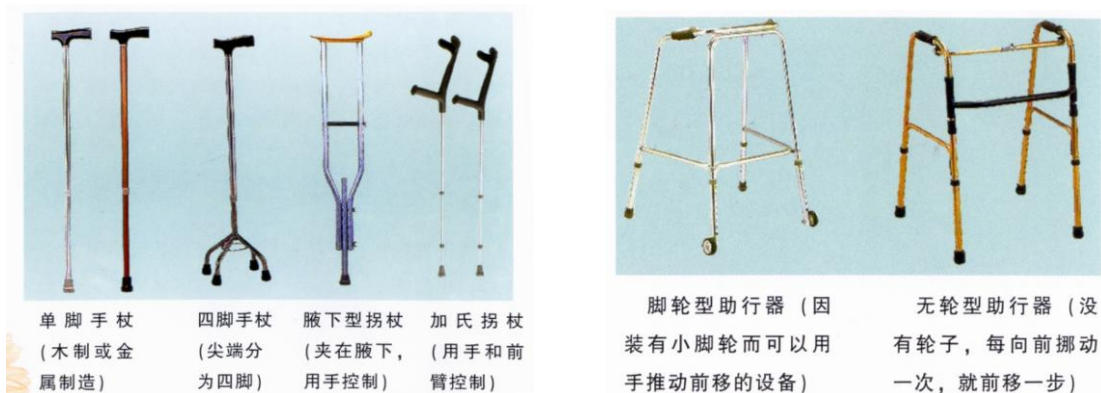 单脚手杖
(木制或金
属制造)
四脚手杖
(尖端分
为四脚)
腋下型拐杖
(夹在腋下，
用手控制)
加氏拐杖
(用手和前
臂控制)
脚轮型助行器 (因
装有小脚轮而可以用
手推动前移的设备)
无轮型助行器 (没
有轮子，每向前挪动
一次，就前移一步)